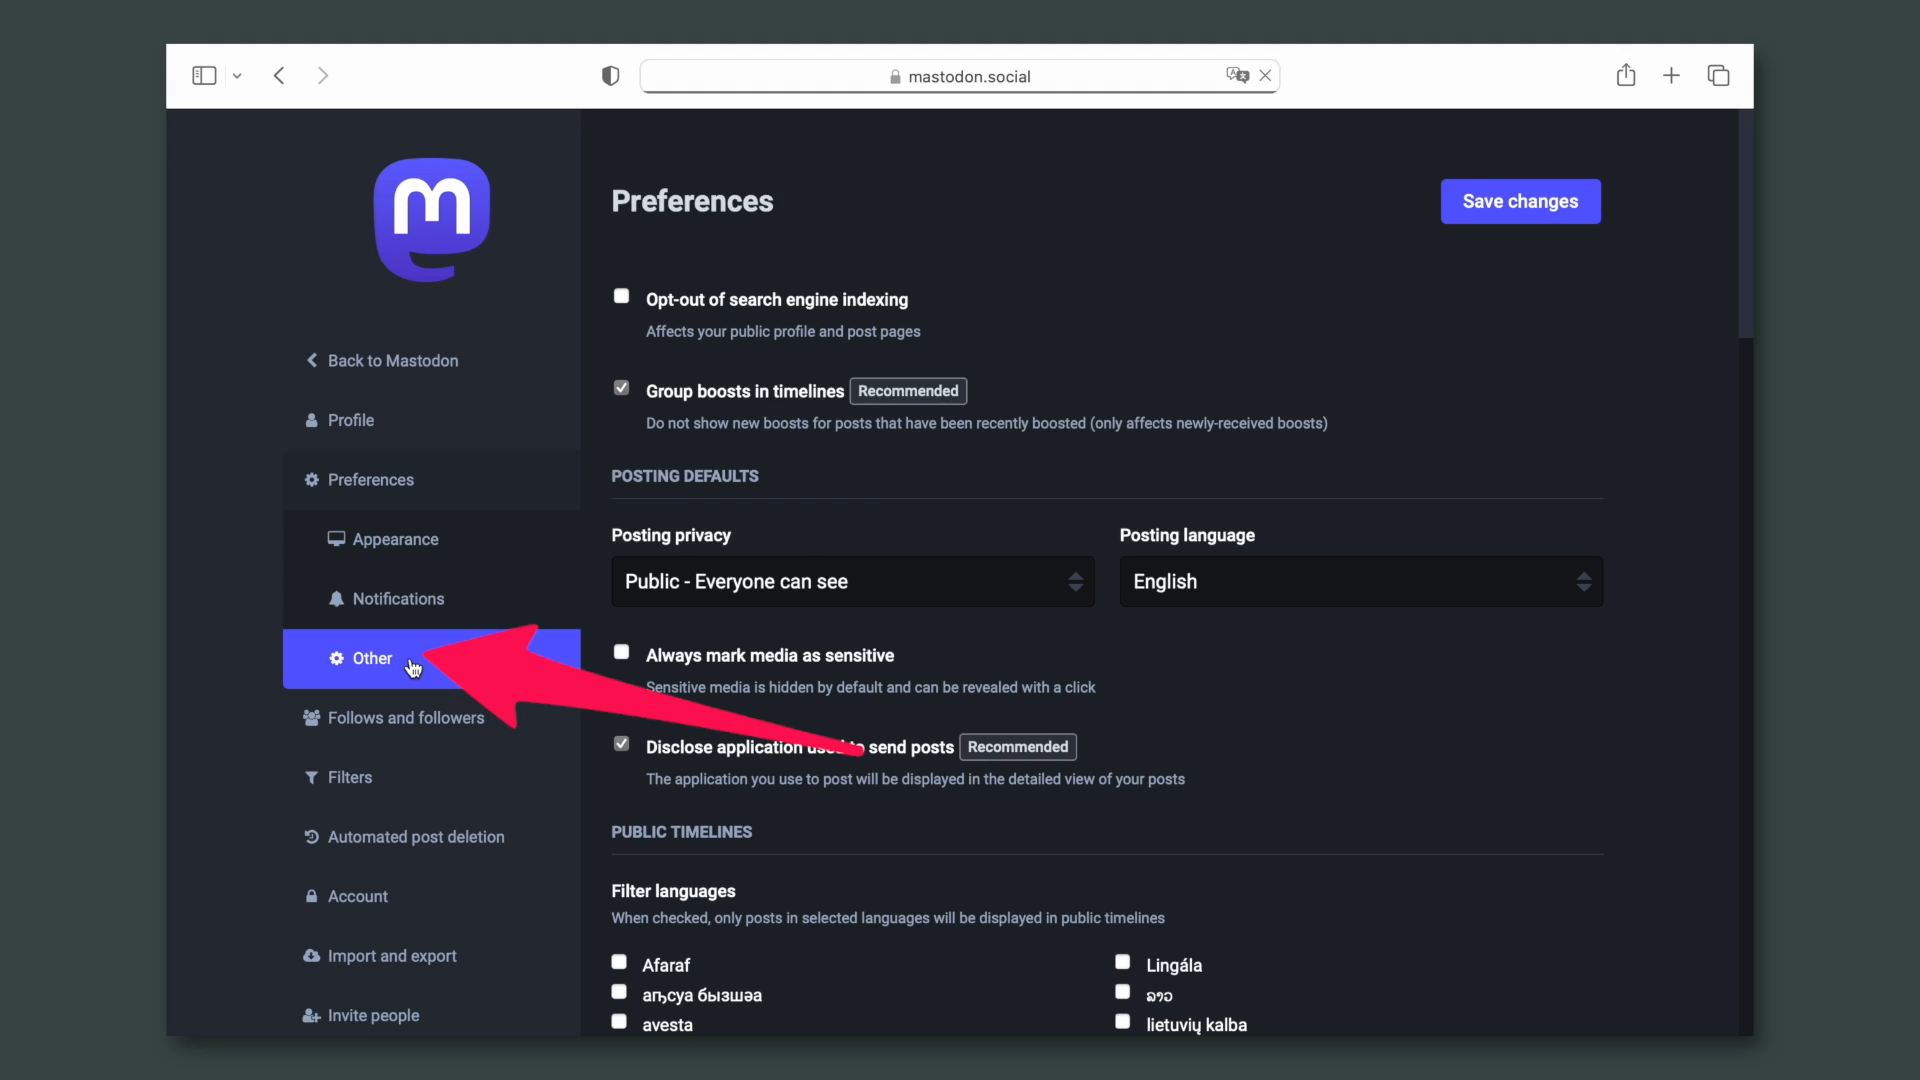 mastodon.social
Back to Mastodon
Profile
Preferences
Appearance
Notifications
Other
Follows and followers
Filters
Automated post deletion
Account
Import and export
Invite people
Preferences
Save changes
Opt-out of search engine indexing
Affects your public profile and post pages
Group boosts in timelines Recommended
Do not show new boosts for posts that have been recently boosted (only affects newly-received boosts)
POSTING DEFAULTS
Posting privacy
Public - Everyone can see
Posting language
English
Always mark media as sensitive
Sensitive media is hidden by default and can be revealed with a click
Disclose application used to send posts Recommended
The application you use to post will be displayed in the detailed view of your posts
PUBLIC TIMELINES
Filter languages
When checked, only posts in selected languages will be displayed in public timelines
Afaraf
аҧсуа бызшәа
avesta
Lingála
ລາວ
lietuvių kalba